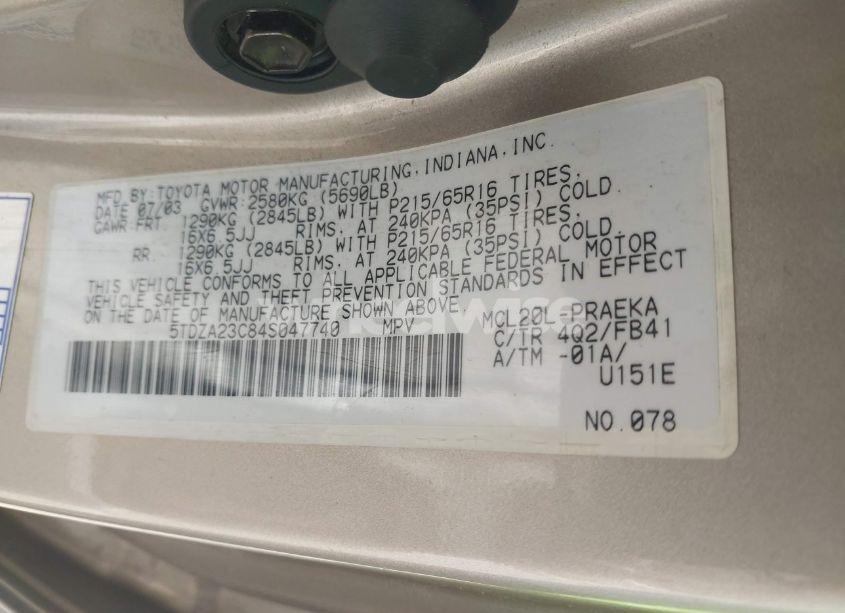 MFD.BY:TOYOTA MOTOR MANUFACTURING,INDIANA,INC.
DATE 07/03 GVWR:2580KG (5690LB)
GAWR:FRT. 1290KG (2845LB) WITH P215/65R16 TIRES,
16X6.5JJ RIMS, AT 240KPA (35PSI) COLD.
RR. 1290KG (2845LB) WITH P215/65R16 TIRES,
16X6.5JJ RIMS, AT 240KPA (35PSI) COLD.
THIS VEHICLE CONFORMS TO ALL APPLICABLE FEDERAL MOTOR
VEHICLE SAFETY AND THEFT PREVENTION STANDARDS IN EFFECT
ON THE DATE OF MANUFACTURE SHOWN ABOVE.
5TDZA23C84S047740 MPV
MCL20L-PRAEKA
C/TR 4Q2/FB41
A/TM -01A/
U151E
NO.078